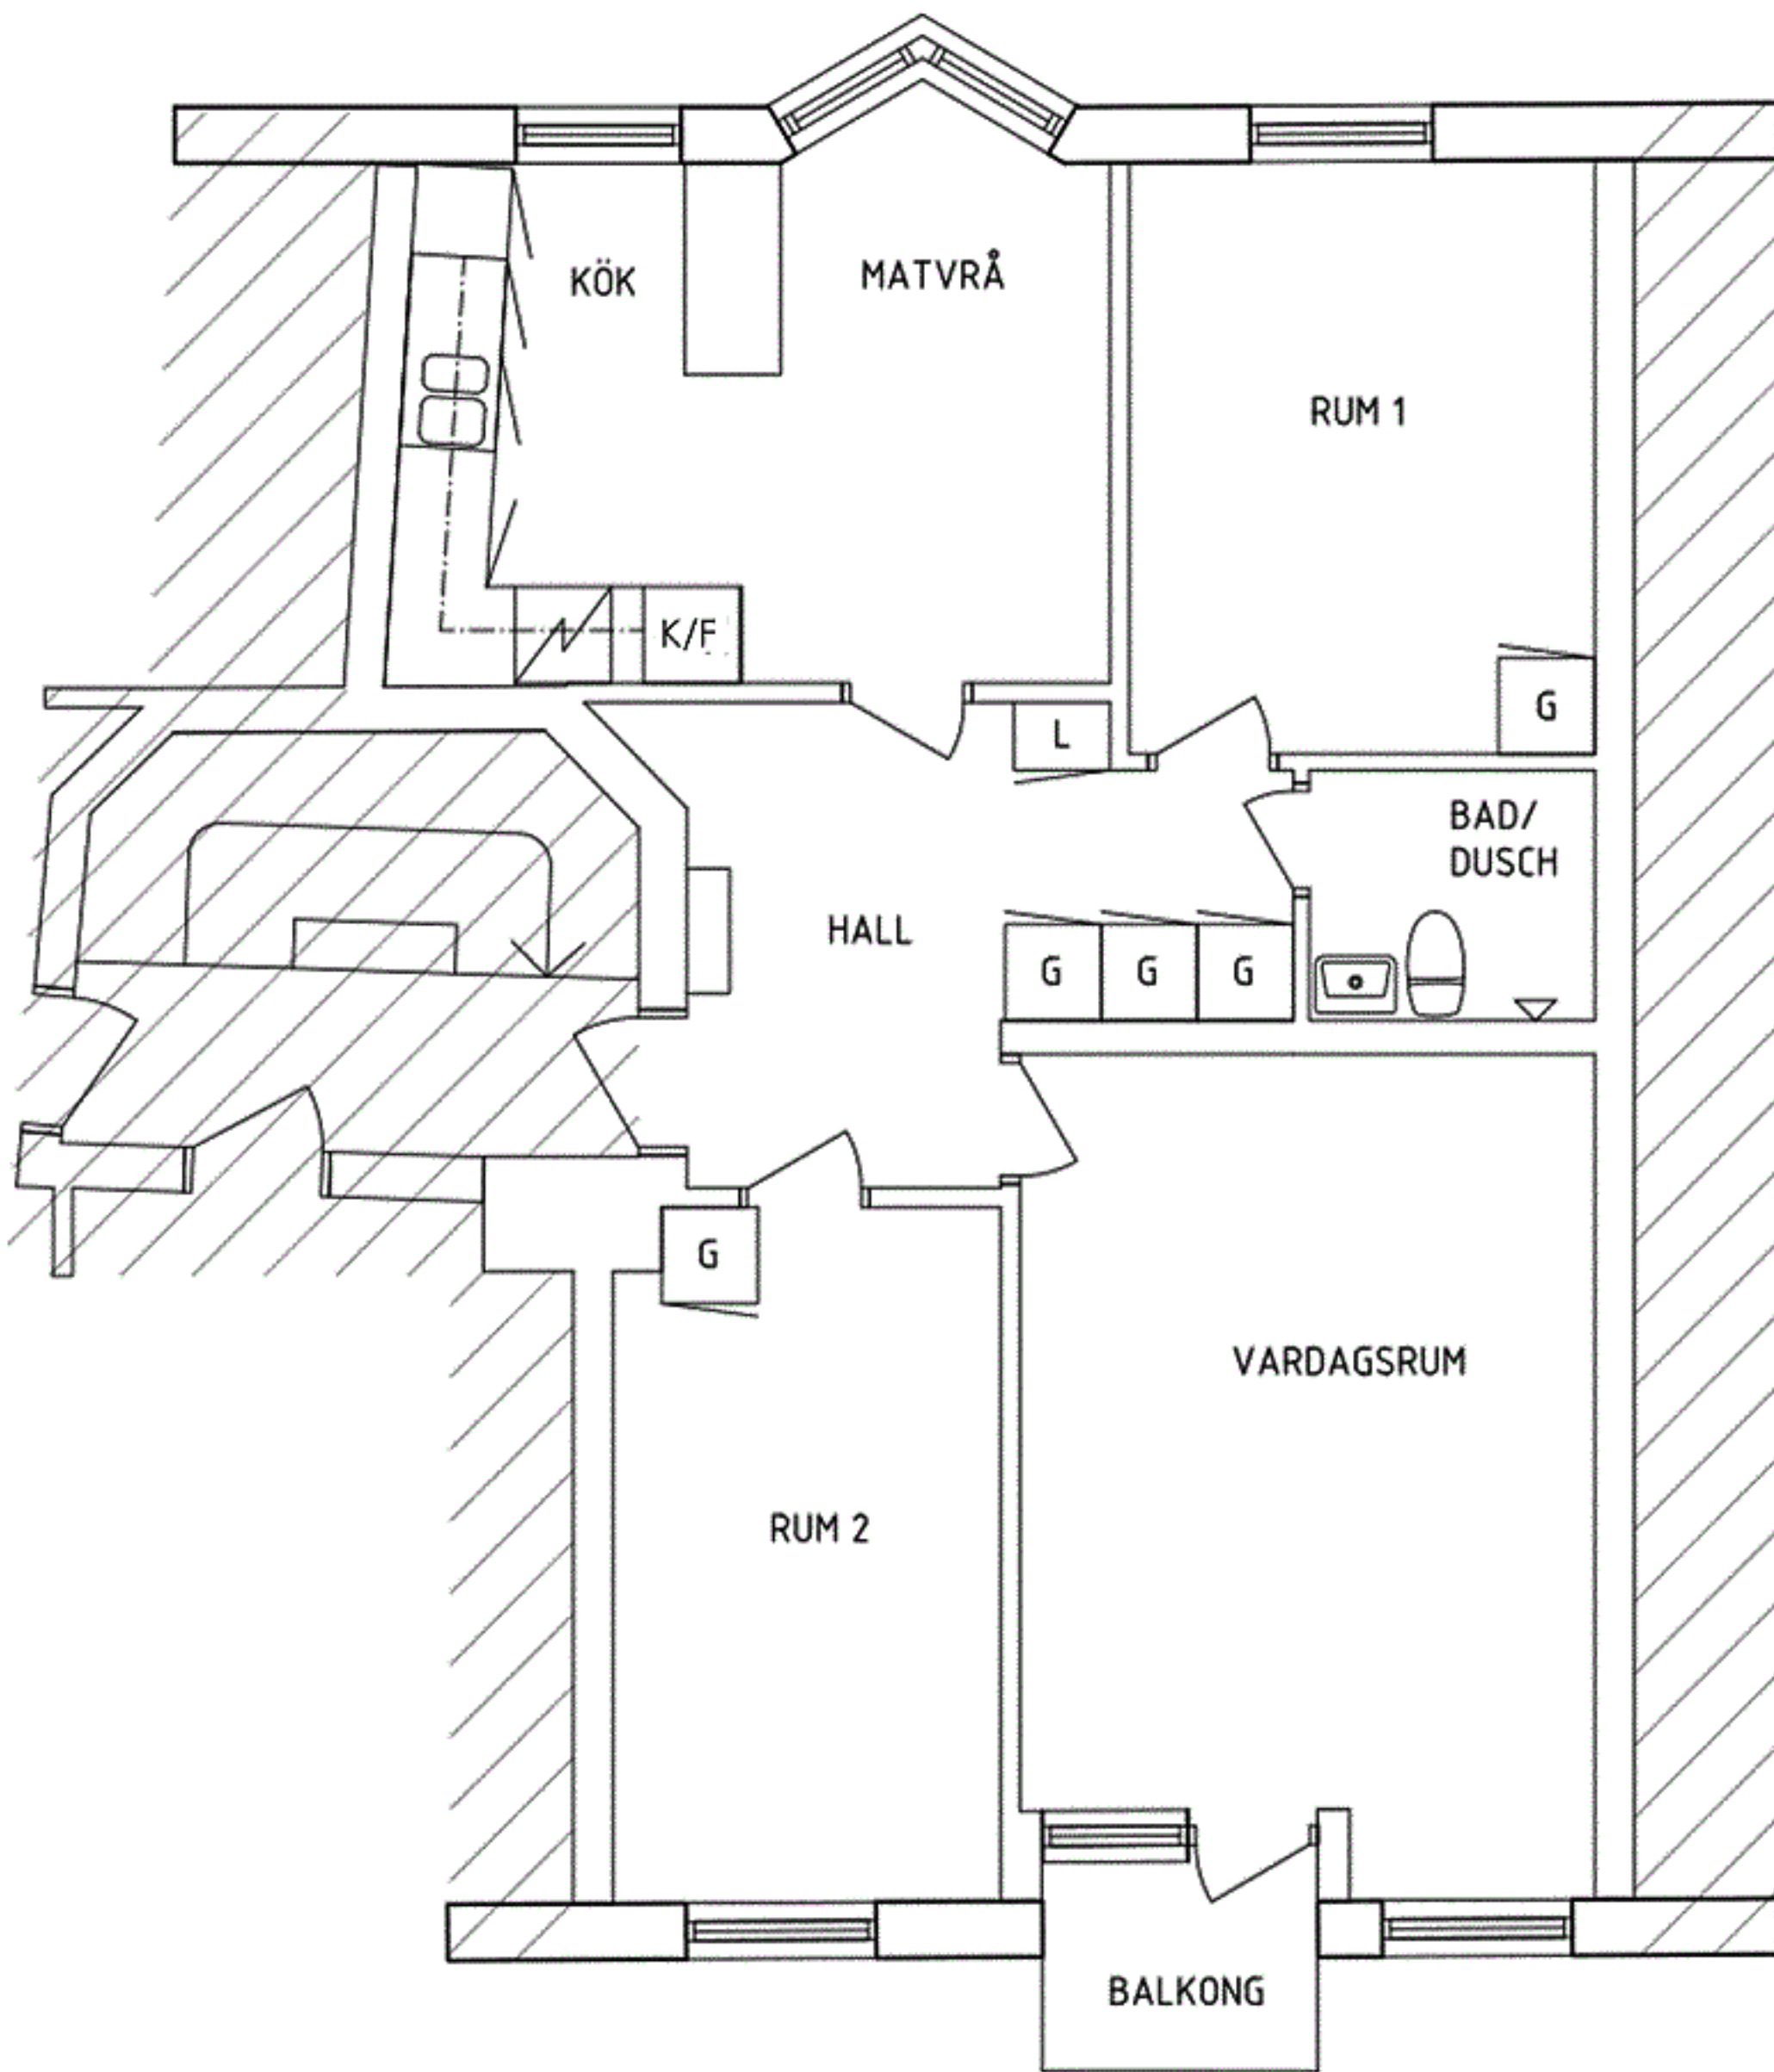 KÖK
MATVRÅ
RUM 1
K/F
G
L
BAD/
DUSCH
HALL
G
G
G
G
VARDAGSRUM
RUM 2
BALKONG